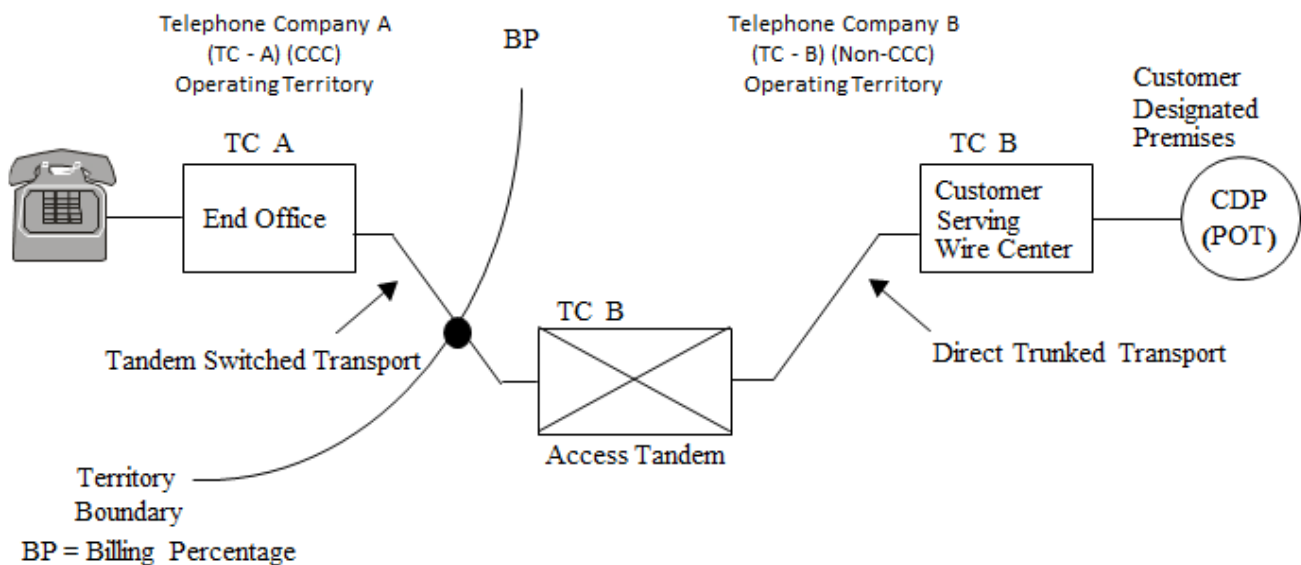 Telephone Company A
(TC - A) (CCC)
Operating Territory
BP
Telephone Company B
(TC - B) (Non-CCC)
Operating Territory
Customer
Designated
Premises
TC A
End Office
TC B
Customer
Serving
Wire Center
CDP
(POT)
Tandem Switched Transport
TC B
Access Tandem
Direct Trunked Transport
Territory
Boundary
BP = Billing Percentage